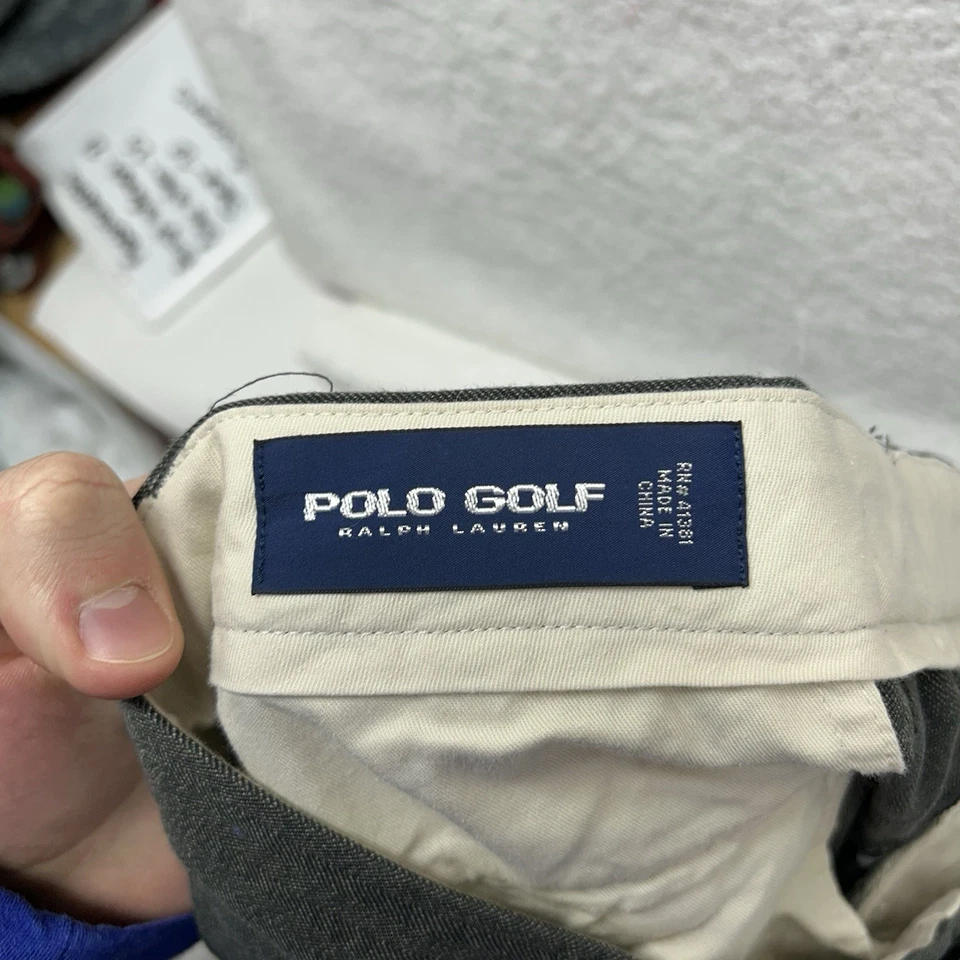 POLO GOLF
RALPH LAUREN
RN# 41381
MADE IN
CHINA